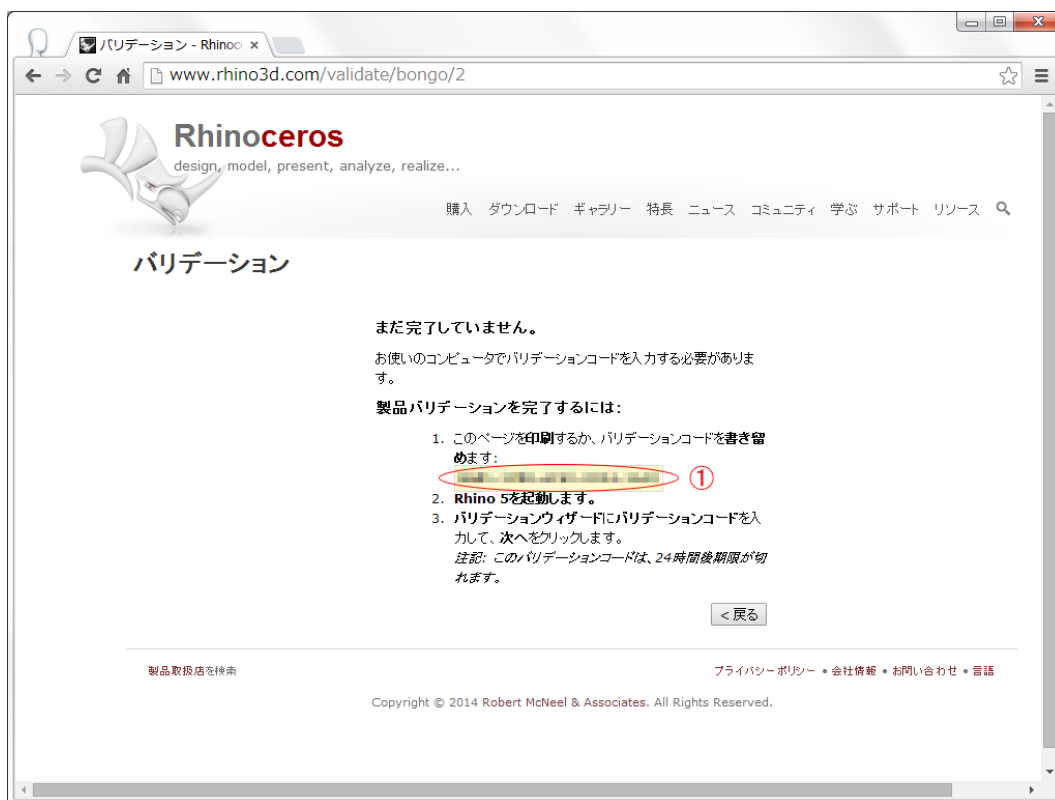 バリデーション - Rhinoc ×
www.rhino3d.com/validate/bongo/2
Rhinoceros
design, model, present, analyze, realize...
購入 ダウンロード ギャラリー 特長 ニュース コミュニティ 学ぶ サポート リソース
バリデーション
まだ完了していません。
お使いのコンピュータでバリデーションコードを入力する必要がありま
す。
製品バリデーションを完了するには:
1. このページを印刷するか、バリデーションコードを書き留
めます:
①
2. Rhino 5を起動します。
3. バリデーションウィザードにバリデーションコードを入
力して、次へをクリックします。
注記: このバリデーションコードは、24時間後期限が切
れます。
< 戻る
製品取扱店を検索
プライバシーポリシー • 会社情報 • お問い合わせ • 言語
Copyright © 2014 Robert McNeel & Associates. All Rights Reserved.